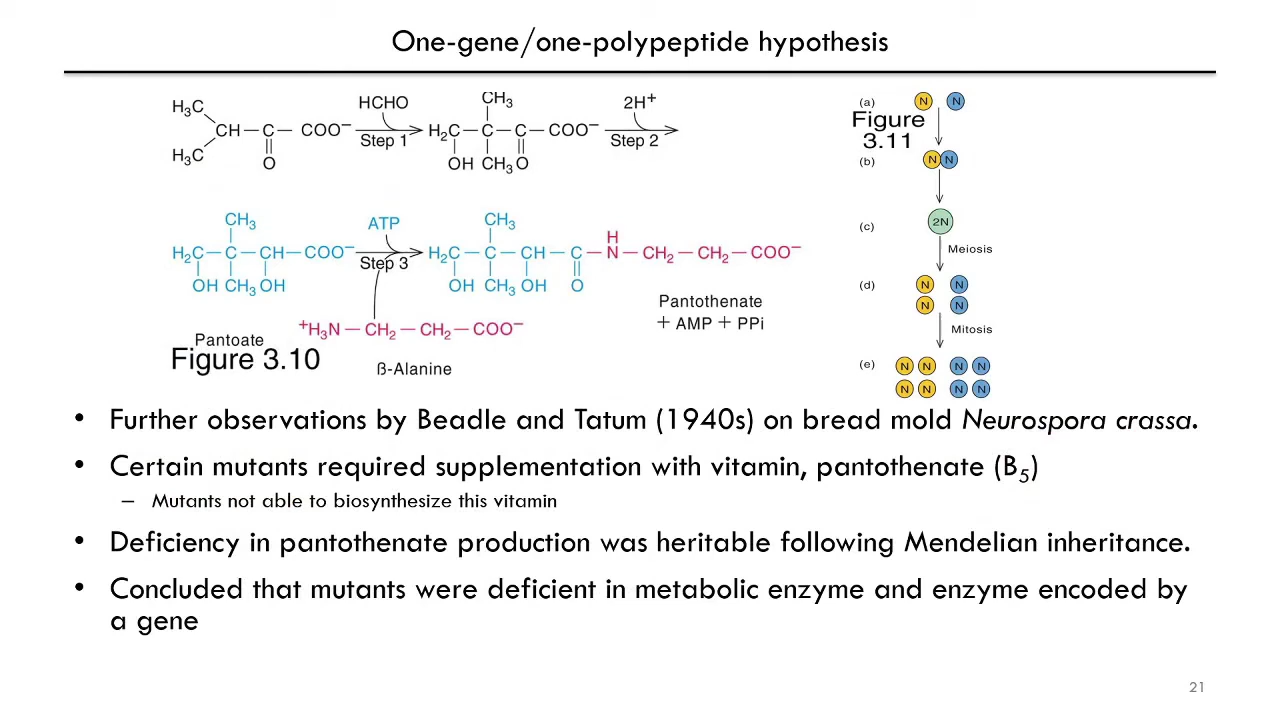 One-gene/one-polypeptide hypothesis
H3C
H3C
CH — C — COO−
O
HCHO
Step 1
CH3
H2C — C — C — COO−
OH CH3 O
2H+
Step 2
CH3
H2C — C — CH — COO−
OH CH3 OH
Pantoate
Figure 3.10
ATP
Step 3
+H3N — CH2 — CH2 — COO−
ß-Alanine
CH3
H
H2C — C — CH — C — N — CH2 — CH2 — COO−
OH CH3 OH O
Pantothenate
+ AMP + PPi
(a) N N
Figure
3.11
(b) N N
(c) 2N
Meiosis
(d) N N
N N
Mitosis
(e) N N N N
N N N N
• Further observations by Beadle and Tatum (1940s) on bread mold Neurospora crassa.
• Certain mutants required supplementation with vitamin, pantothenate (B5)
– Mutants not able to biosynthesize this vitamin
• Deficiency in pantothenate production was heritable following Mendelian inheritance.
• Concluded that mutants were deficient in metabolic enzyme and enzyme encoded by
a gene
21